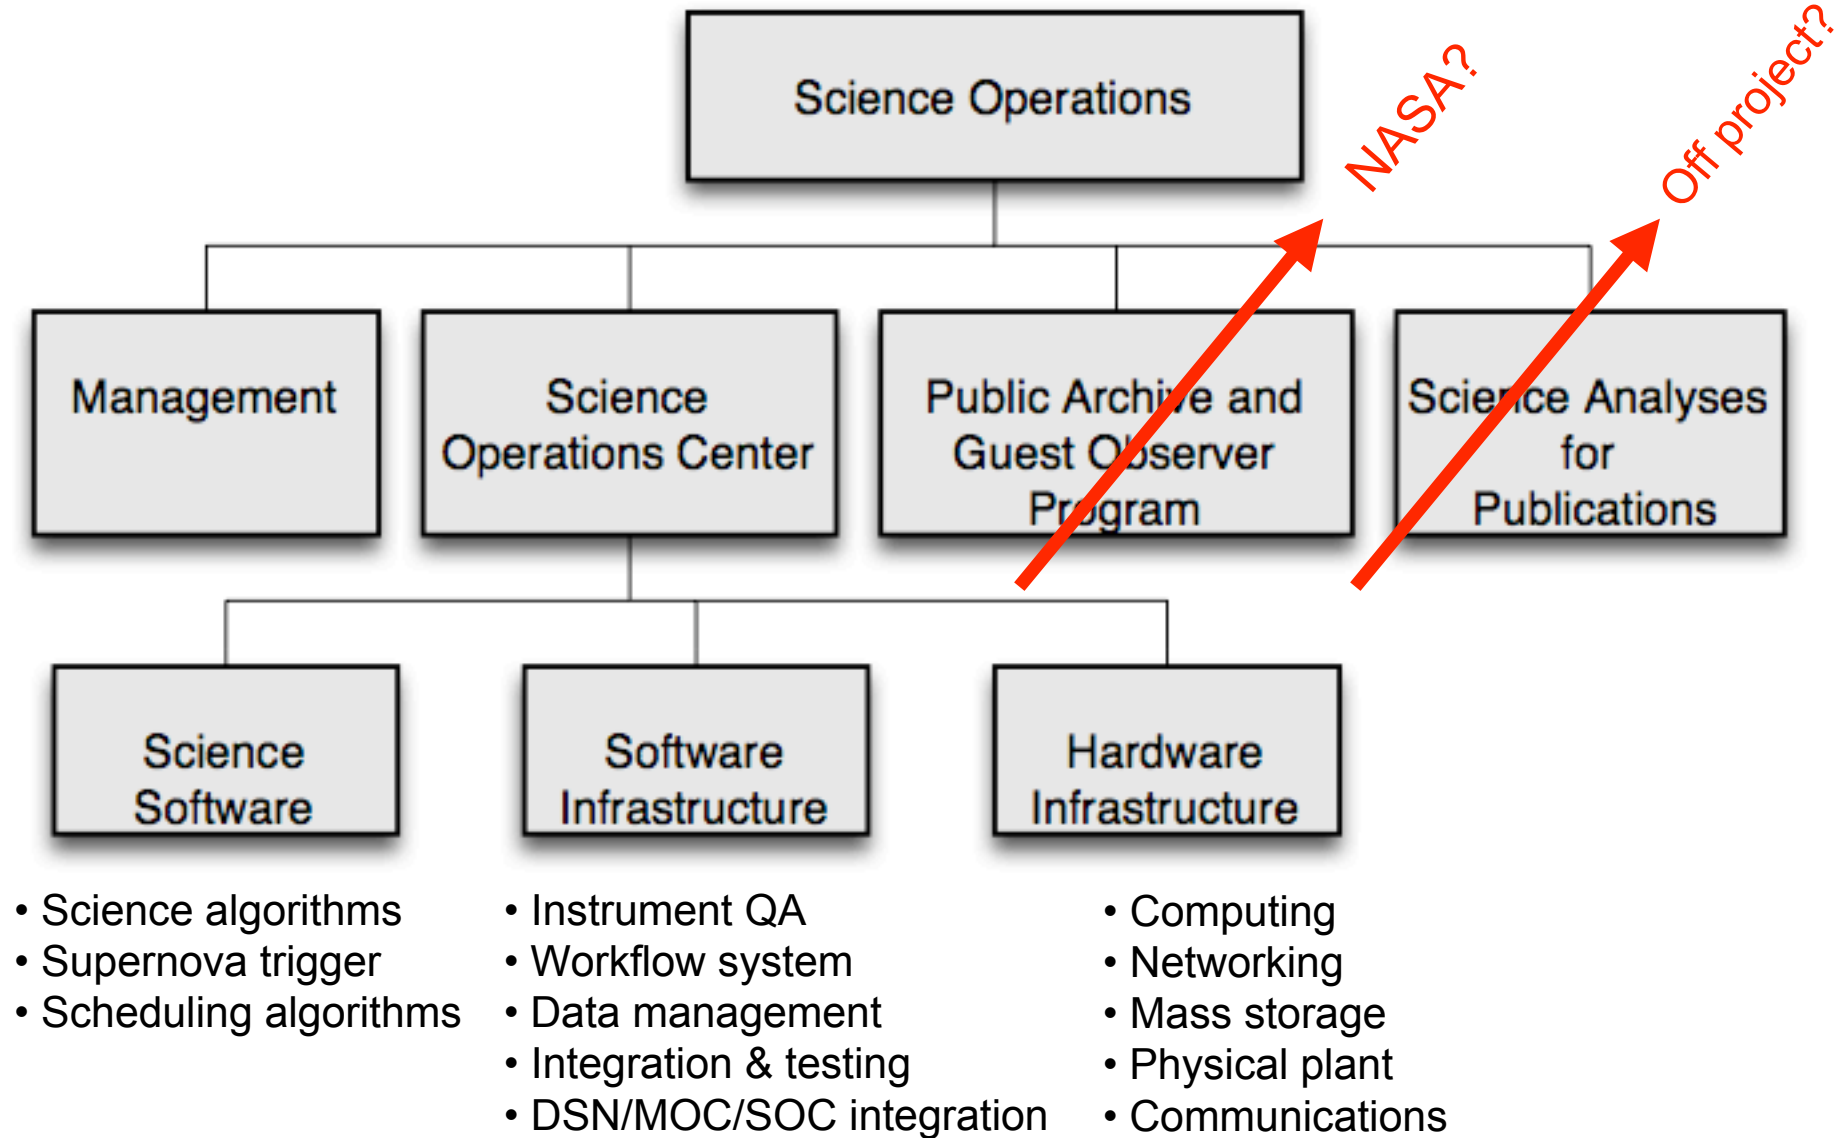 Science Operations
NASA?
Off project?
Management
Science
Operations Center
Public Archive and
Guest Observer
Program
Science Analyses
for
Publications
Science
Software
Software
Infrastructure
Hardware
Infrastructure
• Science algorithms
• Supernova trigger
• Scheduling algorithms
• Instrument QA
• Workflow system
• Data management
• Integration & testing
• DSN/MOC/SOC integration
• Computing
• Networking
• Mass storage
• Physical plant
• Communications